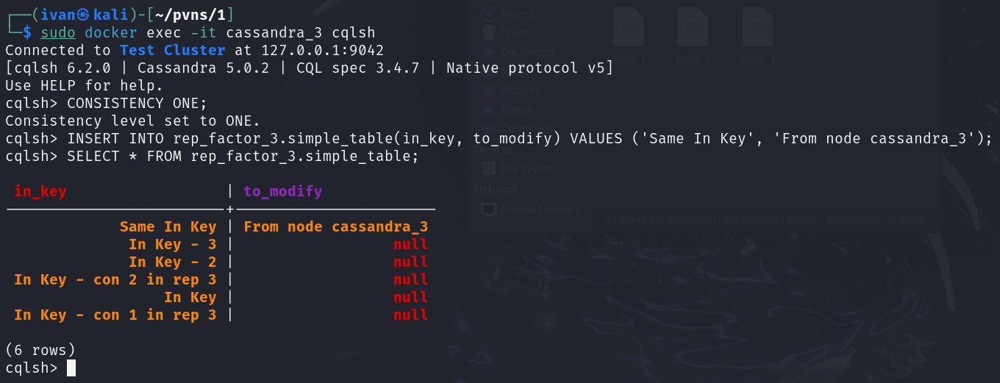 ┌──(ivan㉿kali)-[~/pvns/1]
└─$ sudo docker exec -it cassandra_3 cqlsh
Connected to Test Cluster at 127.0.0.1:9042
[cqlsh 6.2.0 | Cassandra 5.0.2 | CQL spec 3.4.7 | Native protocol v5]
Use HELP for help.
cqlsh> CONSISTENCY ONE;
Consistency level set to ONE.
cqlsh> INSERT INTO rep_factor_3.simple_table(in_key, to_modify) VALUES ('Same In Key', 'From node cassandra_3');
cqlsh> SELECT * FROM rep_factor_3.simple_table;
in_key | to_modify
Same In Key | From node cassandra_3
In Key - 3 | null
In Key - 2 | null
In Key - con 2 in rep 3 | null
In Key | null
In Key - con 1 in rep 3 | null
(6 rows)
cqlsh>
Recent
Trash
Documents
Pictures
Videos
Downloads
Devices
File System
Network
Browse Network
node_1 node_2 node_3